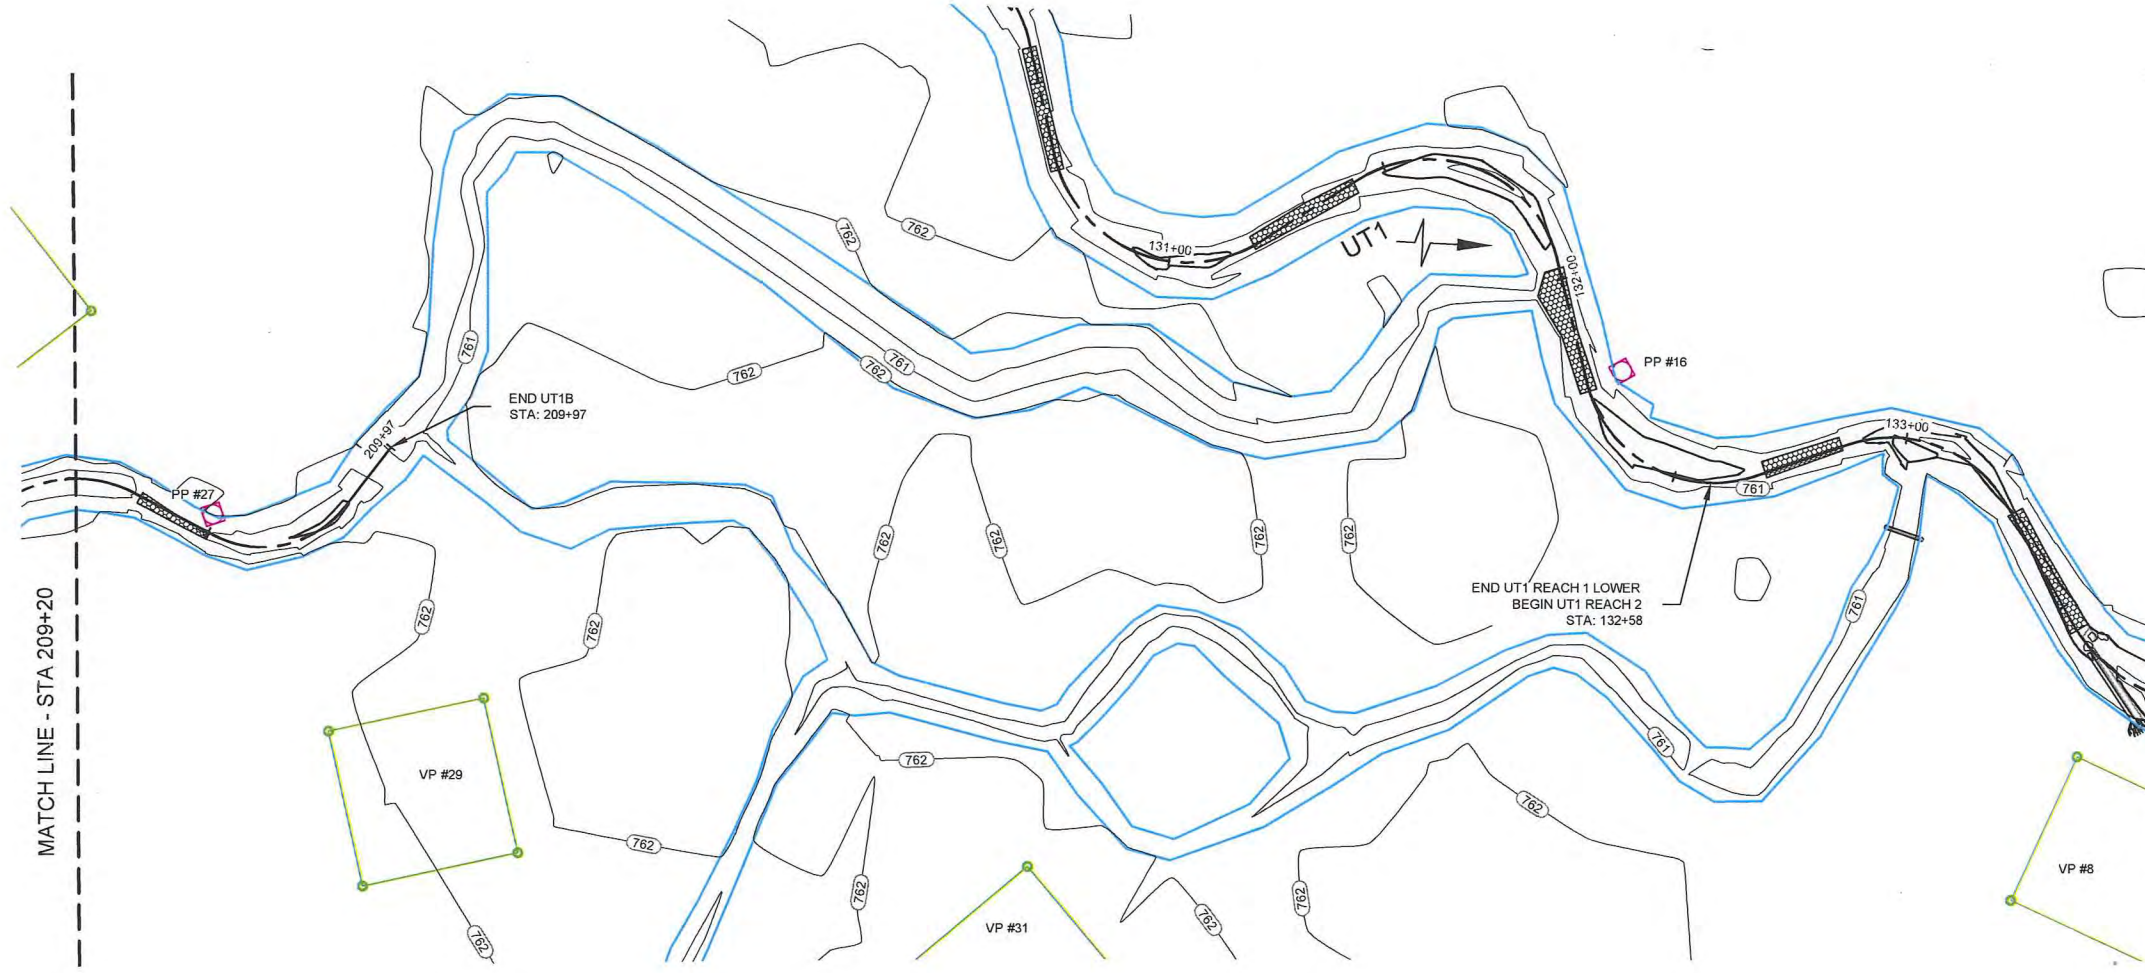 131+00
UT1
132+00
762
762
761
762
762
761
762
PP #16
END UT1B
STA: 209+97
209+97
133+00
761
PP #27
762
762
762
762
END UT1 REACH 1 LOWER
BEGIN UT1 REACH 2
STA: 132+58
761
762
762
MATCH LINE - STA 209+20
761
VP #29
762
762
762
762
762
762
762
VP #31
VP #8
762